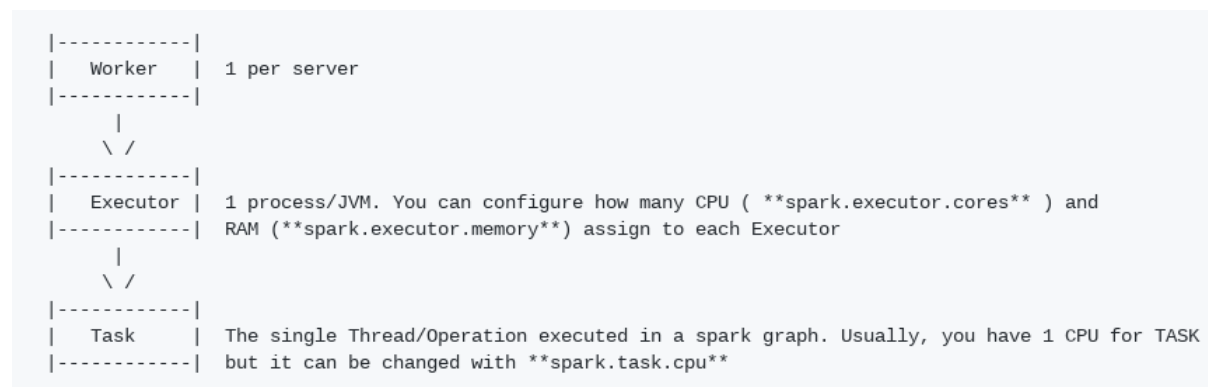 |------------|
|   Worker   |  1 per server
|------------|
      |
     \ /
|------------|
|   Executor |  1 process/JVM. You can configure how many CPU ( **spark.executor.cores** ) and
|------------|  RAM (**spark.executor.memory**) assign to each Executor
      |
     \ /
|------------|
|   Task     |  The single Thread/Operation executed in a spark graph. Usually, you have 1 CPU for TASK
|------------|  but it can be changed with **spark.task.cpu**